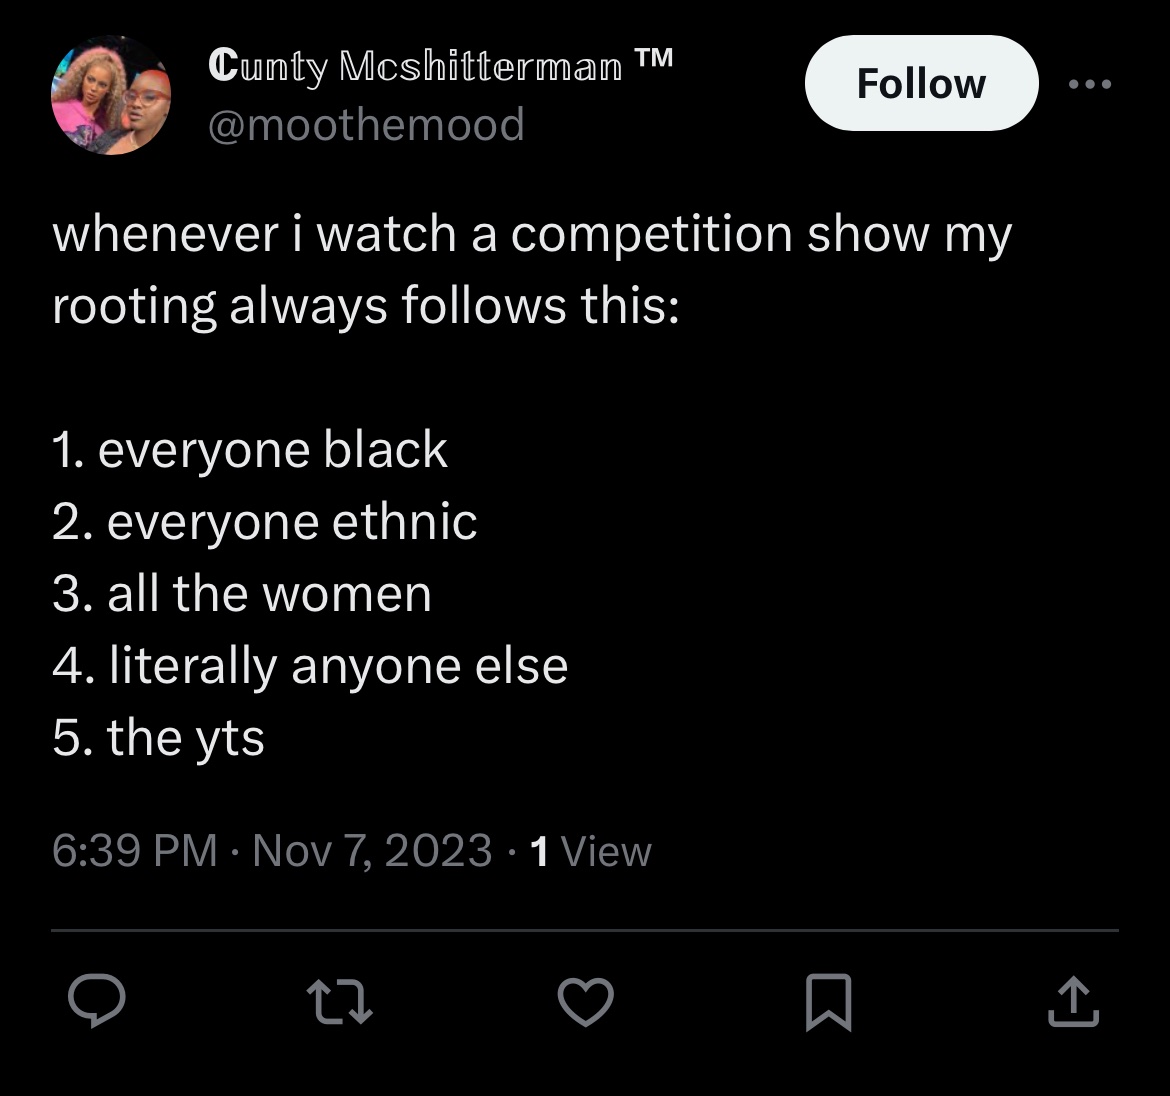 ℂunty 𝕄𝕔𝕤𝕙𝕚𝕥𝕥𝕖𝕣𝕞𝕒𝕟 ™
Follow
@moothemood
whenever i watch a competition show my
rooting always follows this:
1. everyone black
2. everyone ethnic
3. all the women
4. literally anyone else
5. the yts
6:39 PM · Nov 7, 2023 · 1 View